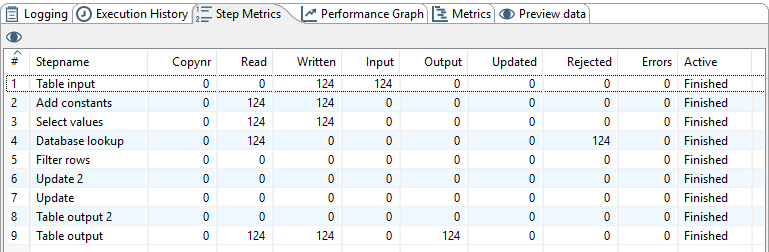 Logging Execution History Step Metrics Performance Graph Metrics Preview data
# Stepname Copynr Read Written Input Output Updated Rejected Errors Active
1 Table input 0 0 124 124 0 0 0 0 Finished
2 Add constants 0 124 124 0 0 0 0 0 Finished
3 Select values 0 124 124 0 0 0 0 0 Finished
4 Database lookup 0 124 0 0 0 0 124 0 Finished
5 Filter rows 0 0 0 0 0 0 0 0 Finished
6 Update 2 0 0 0 0 0 0 0 0 Finished
7 Update 0 0 0 0 0 0 0 0 Finished
8 Table output 2 0 0 0 0 0 0 0 0 Finished
9 Table output 0 124 124 0 124 0 0 0 Finished